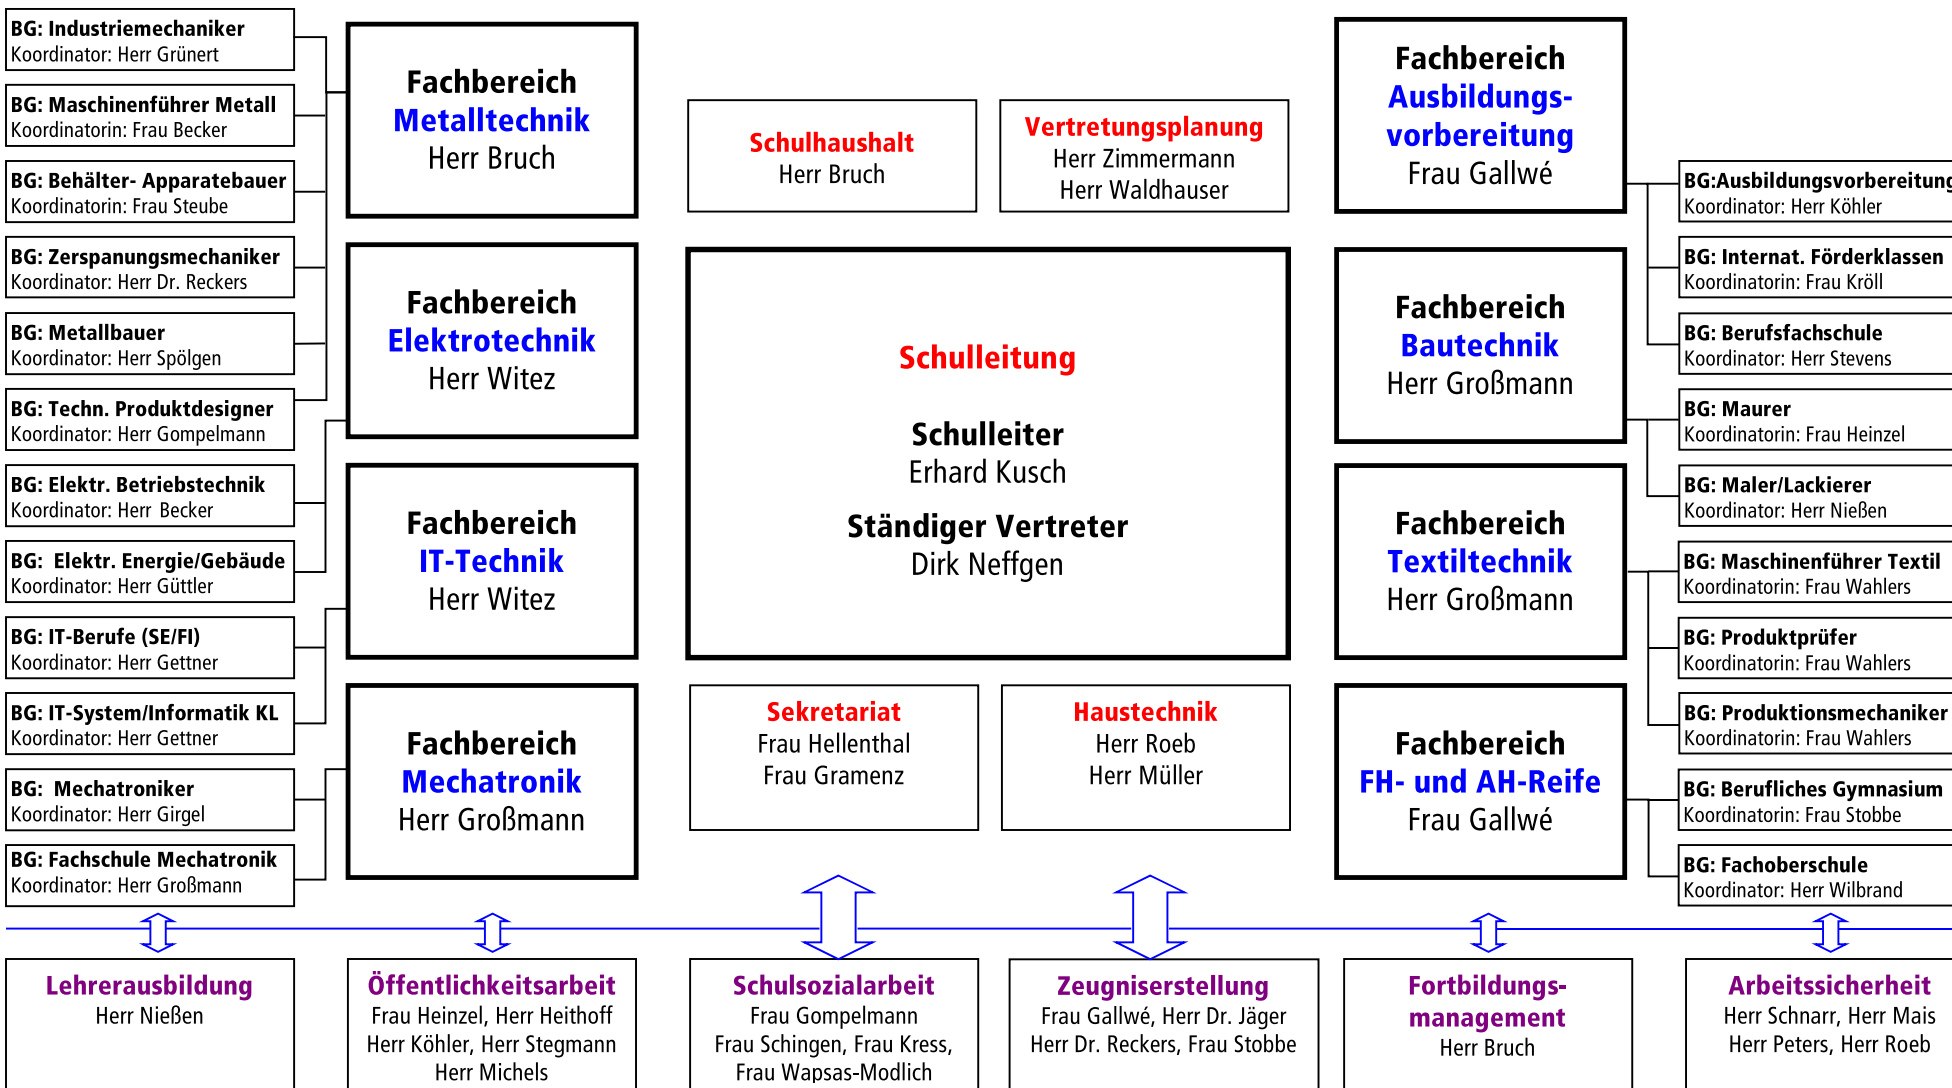 BG: Industriemechaniker
Koordinator: Herr Grünert
BG: Maschinenführer Metall
Koordinatorin: Frau Becker
BG: Behälter- Apparatebauer
Koordinatorin: Frau Steube
BG: Zerspanungsmechaniker
Koordinator: Herr Dr. Reckers
BG: Metallbauer
Koordinator: Herr Spölgen
BG: Techn. Produktdesigner
Koordinator: Herr Gompelmann
BG: Elektr. Betriebstechnik
Koordinator: Herr Becker
BG: Elektr. Energie/Gebäude
Koordinator: Herr Güttler
BG: IT-Berufe (SE/FI)
Koordinator: Herr Gettner
BG: IT-System/Informatik KL
Koordinator: Herr Gettner
BG: Mechatroniker
Koordinator: Herr Girgel
BG: Fachschule Mechatronik
Koordinator: Herr Großmann
Fachbereich
Metalltechnik
Herr Bruch
Fachbereich
Elektrotechnik
Herr Witez
Fachbereich
IT-Technik
Herr Witez
Fachbereich
Mechatronik
Herr Großmann
Schulhaushalt
Herr Bruch
Vertretungsplanung
Herr Zimmermann
Herr Waldhauser
Schulleitung
Schulleiter
Erhard Kusch
Ständiger Vertreter
Dirk Neffgen
Sekretariat
Frau Hellenthal
Frau Gramenz
Haustechnik
Herr Roeb
Herr Müller
Fachbereich
Ausbildungs-
vorbereitung
Frau Gallwé
Fachbereich
Bautechnik
Herr Großmann
Fachbereich
Textiltechnik
Herr Großmann
Fachbereich
FH- und AH-Reife
Frau Gallwé
BG:Ausbildungsvorbereitung
Koordinator: Herr Köhler
BG: Internat. Förderklassen
Koordinatorin: Frau Kröll
BG: Berufsfachschule
Koordinator: Herr Stevens
BG: Maurer
Koordinatorin: Frau Heinzel
BG: Maler/Lackierer
Koordinator: Herr Nießen
BG: Maschinenführer Textil
Koordinatorin: Frau Wahlers
BG: Produktprüfer
Koordinatorin: Frau Wahlers
BG: Produktionsmechaniker
Koordinatorin: Frau Wahlers
BG: Berufliches Gymnasium
Koordinatorin: Frau Stobbe
BG: Fachoberschule
Koordinator: Herr Wilbrand
Lehrerausbildung
Herr Nießen
Öffentlichkeitsarbeit
Frau Heinzel, Herr Heithoff
Herr Köhler, Herr Stegmann
Herr Michels
Schulsozialarbeit
Frau Gompelmann
Frau Schingen, Frau Kress,
Frau Wapsas-Modlich
Zeugniserstellung
Frau Gallwé, Herr Dr. Jäger
Herr Dr. Reckers, Frau Stobbe
Fortbildungs-
management
Herr Bruch
Arbeitssicherheit
Herr Schnarr, Herr Mais
Herr Peters, Herr Roeb